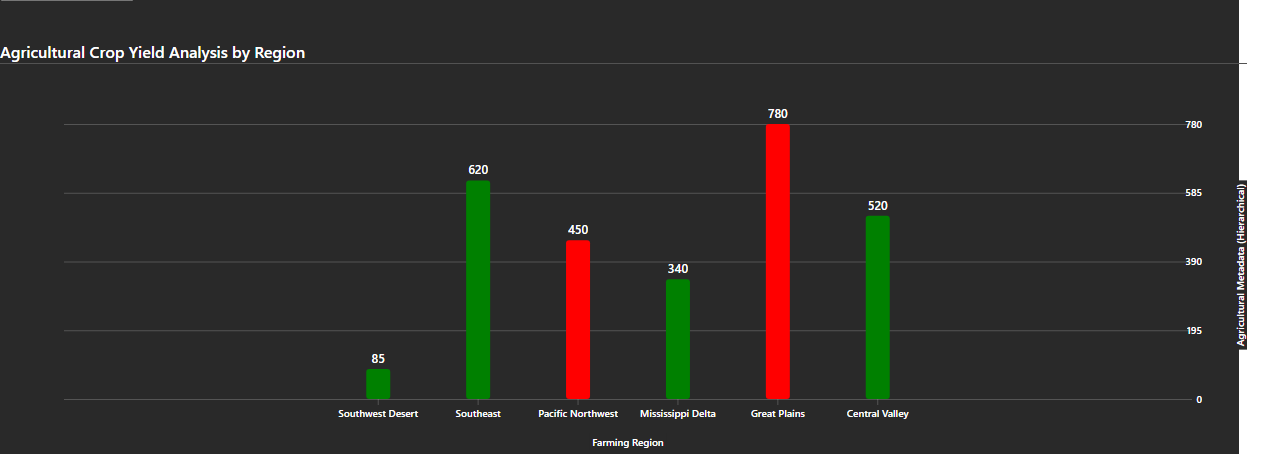 Agricultural Crop Yield Analysis by Region
780
620
520
450
340
85
780
585
390
195
0
Agricultural Metadata (Hierarchical)
Southwest Desert
Southeast
Pacific Northwest
Mississippi Delta
Great Plains
Central Valley
Farming Region